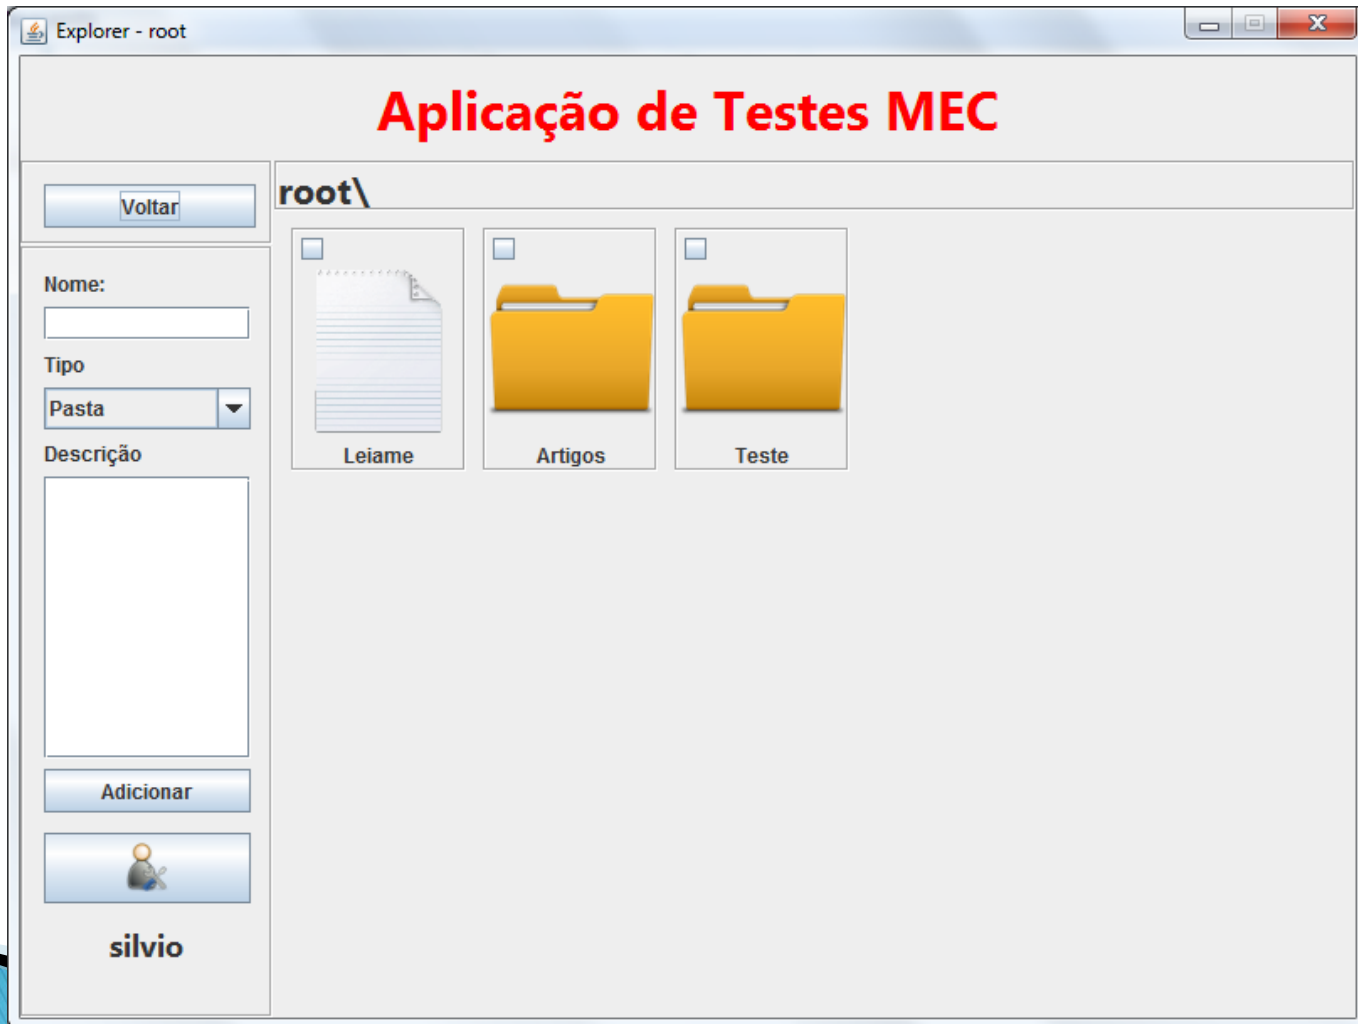 Explorer - root
Aplicação de Testes MEC
Voltar
root\
Nome:
Tipo
Pasta
Descrição
Leiame
Artigos
Teste
Adicionar
silvio